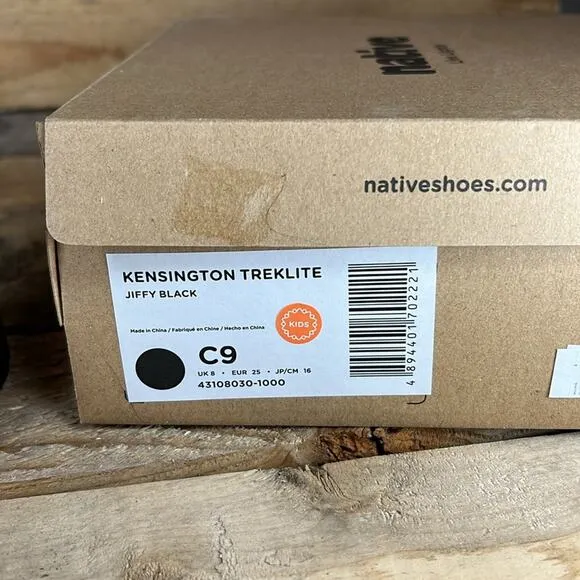 native
nativeshoes.com
KENSINGTON TREKLITE
JIFFY BLACK
Made in China / Fabriqué en Chine / Hecho en China
KIDS
C9
UK 8 • EUR 25 • JP/CM 16
43108030-1000
4 894401 702221